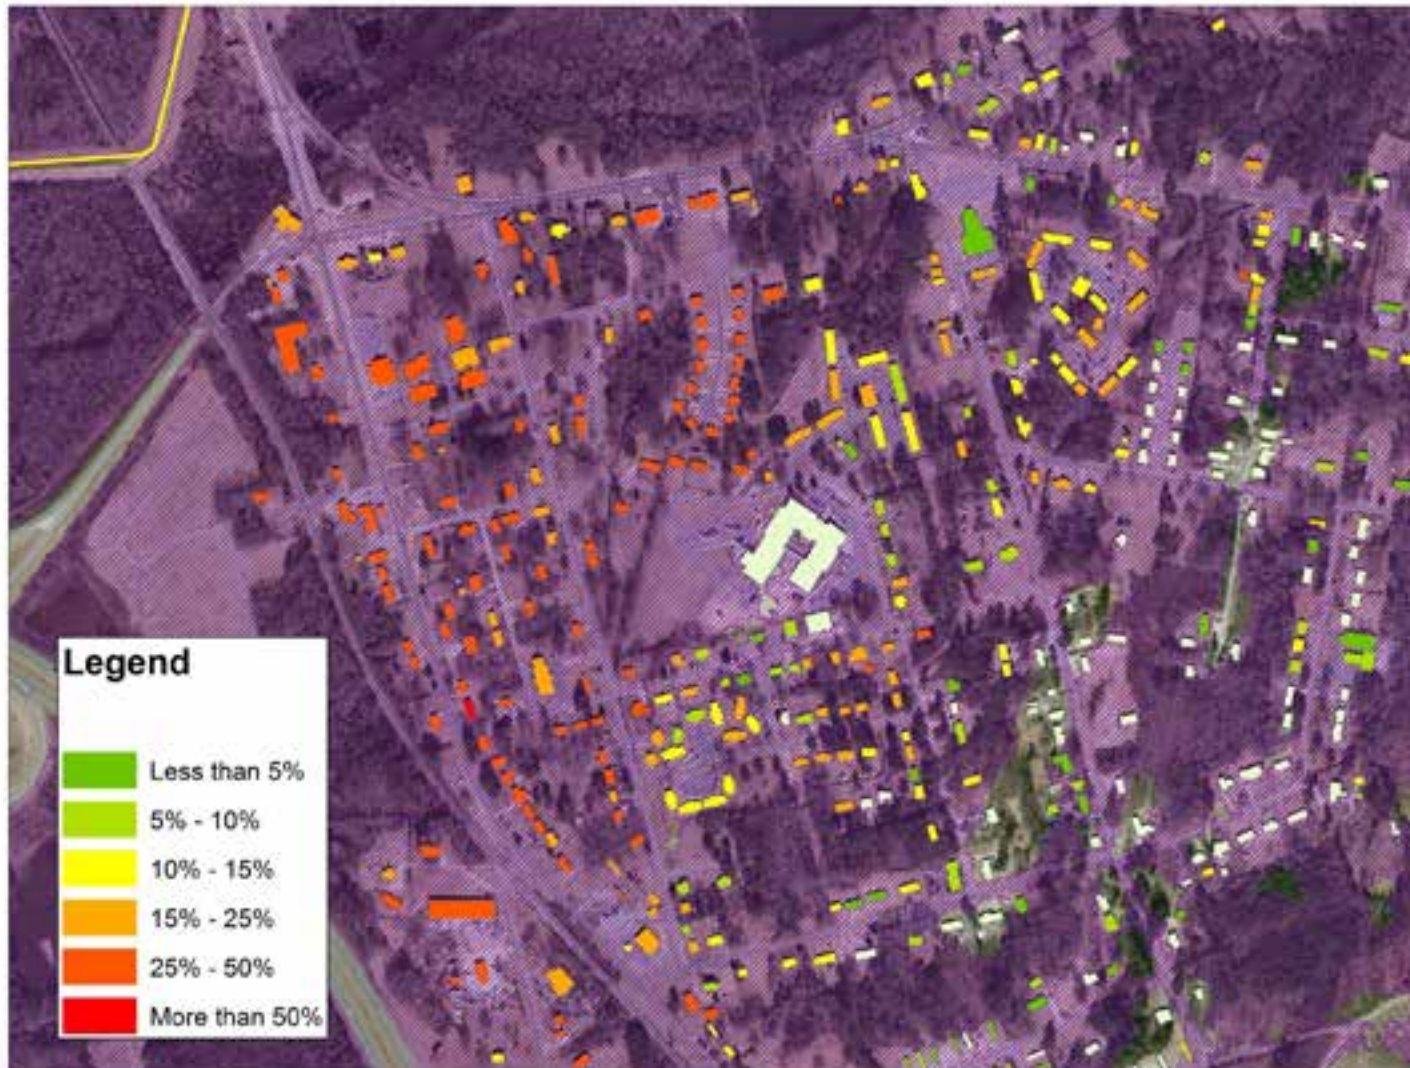 Legend
Less than 5%
5% - 10%
10% - 15%
15% - 25%
25% - 50%
More than 50%